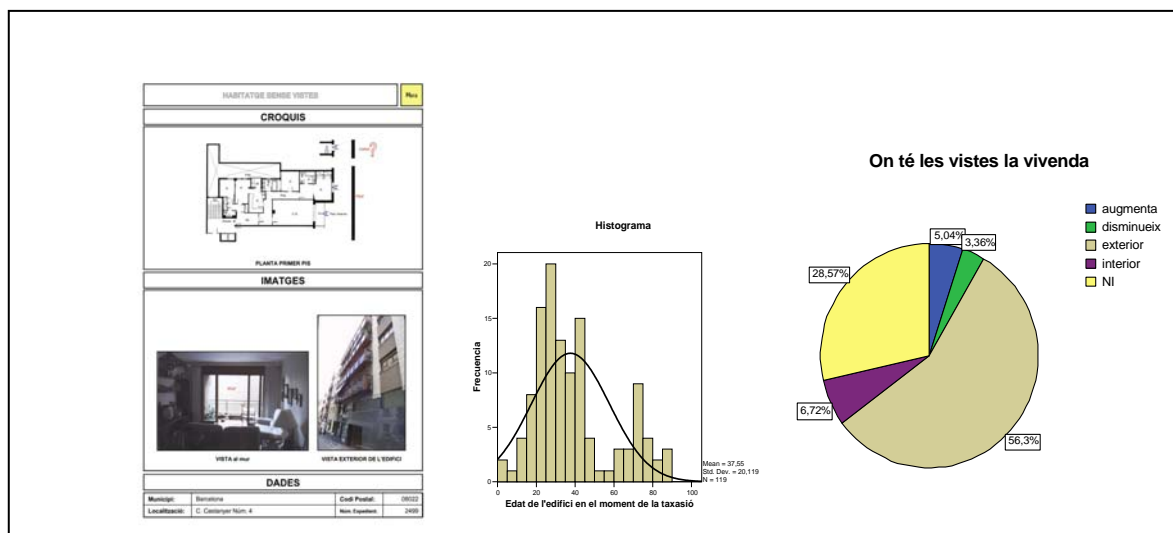 HABITATGE SENSE VISTES
CROQUIS
PLANTA PRIMER PIS
IMATGES
VISTA al mur
VISTA EXTERIOR DE L'EDIFICI
DADES
Municipi: Barcelona Codi Postal: 08022
Localització: C. Castanyer Núm. 4 Núm. Expedient: 2499
Histograma
Frecuencia
20
15
10
5
0
0 20 40 60 80 100
Edat de l'edifici en el moment de la taxasió
Mean = 37,55
Std. Dev. = 20,119
N = 119
On té les vistes la vivenda
augmenta
disminueix
exterior
interior
NI
5,04%
3,36%
28,57%
6,72%
56,3%